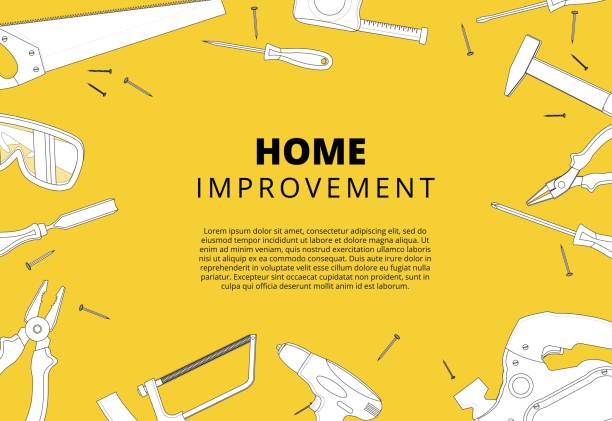 HOME
IMPROVEMENT
Lorem ipsum dolor sit amet, consectetur adipiscing
elit, sed do eiusmod tempor incididunt ut labore et
dolore magna aliqua. Ut enim ad minim veniam, quis
nostrud exercitation ullamco laboris nisi ut aliquip ex ea
commodo consequat. Duis aute irure dolor in
reprehenderit in voluptate velit esse cillum dolore eu fugiat nulla
pariatur. Excepteur sint occaecat cupidatat non proident, sunt in
culpa qui officia deserunt mollit anim id est laborum.